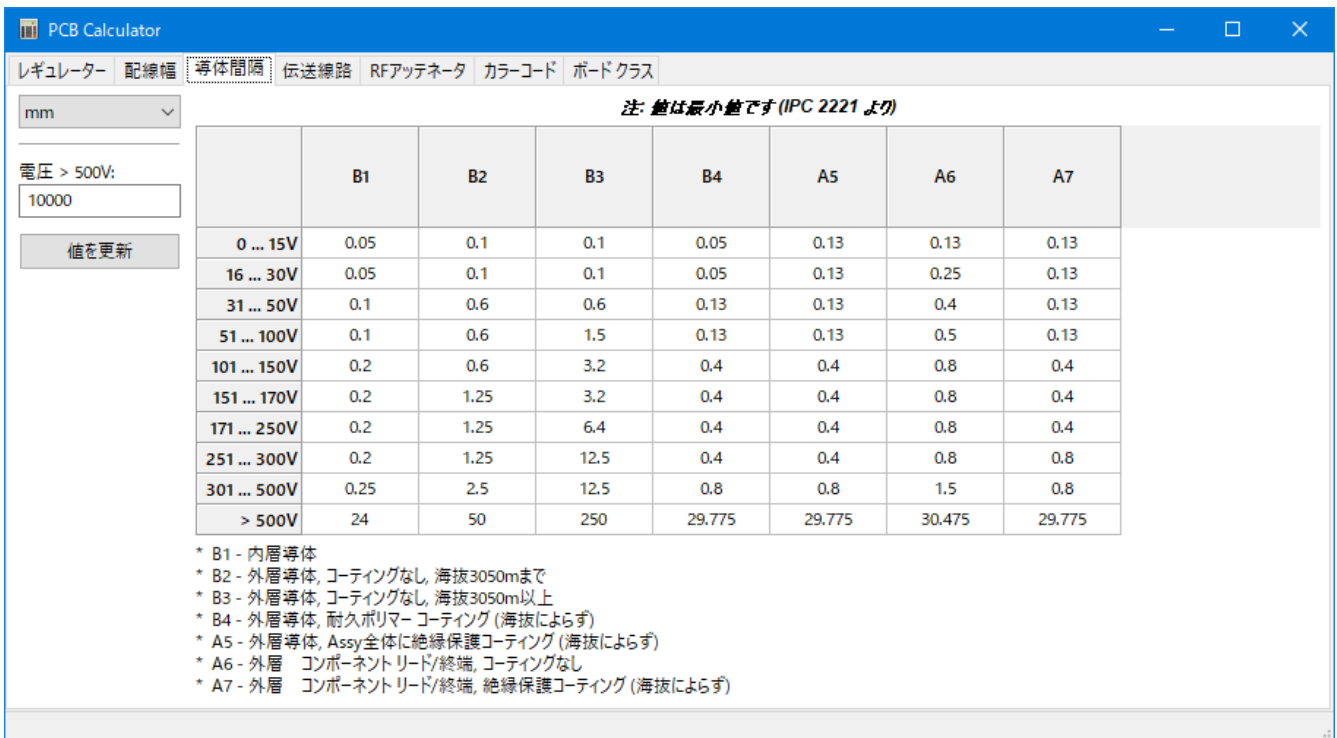 PCB Calculator
レギュレーター 配線幅 導体間隔 伝送線路 RFアッテネータ カラーコード ボードクラス
mm
注: 値は最小値です (IPC 2221 より)
電圧 > 500V:
10000
値を更新
B1 B2 B3 B4 A5 A6 A7
0 ... 15V 0.05 0.1 0.1 0.05 0.13 0.13 0.13
16 ... 30V 0.05 0.1 0.1 0.05 0.13 0.25 0.13
31 ... 50V 0.1 0.6 0.6 0.13 0.13 0.4 0.13
51 ... 100V 0.1 0.6 1.5 0.13 0.13 0.5 0.13
101 ... 150V 0.2 0.6 3.2 0.4 0.4 0.8 0.4
151 ... 170V 0.2 1.25 3.2 0.4 0.4 0.8 0.4
171 ... 250V 0.2 1.25 6.4 0.4 0.4 0.8 0.4
251 ... 300V 0.2 1.25 12.5 0.4 0.4 0.8 0.8
301 ... 500V 0.25 2.5 12.5 0.8 0.8 1.5 0.8
> 500V 24 50 250 29.775 29.775 30.475 29.775
* B1 - 内層導体
* B2 - 外層導体, コーティングなし, 海抜3050mまで
* B3 - 外層導体, コーティングなし, 海抜3050m以上
* B4 - 外層導体, 耐久ポリマー コーティング (海抜によらず)
* A5 - 外層導体, Assy全体に絶縁保護コーティング (海抜によらず)
* A6 - 外層　コンポーネント リード/終端, コーティングなし
* A7 - 外層　コンポーネント リード/終端, 絶縁保護コーティング (海抜によらず)